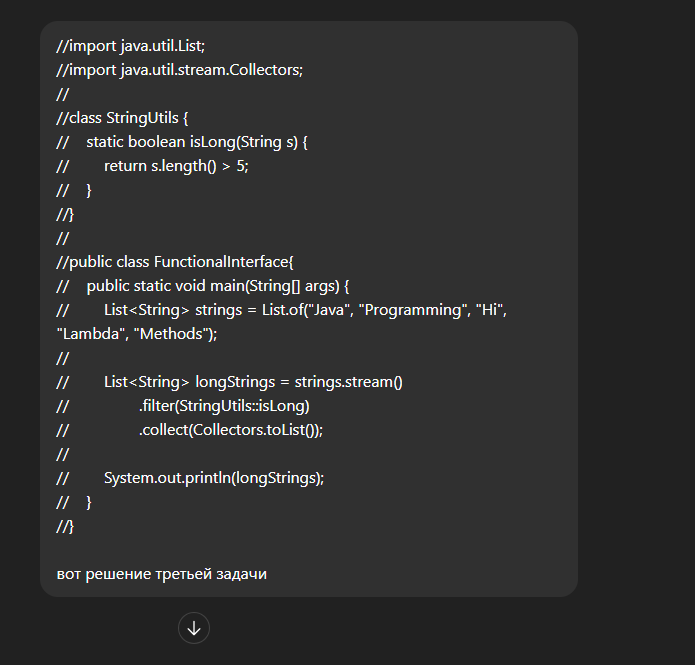 //import java.util.List;
//import java.util.stream.Collectors;
//
//class StringUtils {
//    static boolean isLong(String s) {
//        return s.length() > 5;
//    }
//}
//
//public class FunctionalInterface{
//    public static void main(String[] args) {
//        List<String> strings = List.of("Java", "Programming", "Hi",
"Lambda", "Methods");
//
//        List<String> longStrings = strings.stream()
//                .filter(StringUtils::isLong)
//                .collect(Collectors.toList());
//
//        System.out.println(longStrings);
//    }
//}
вот решение третьей задачи